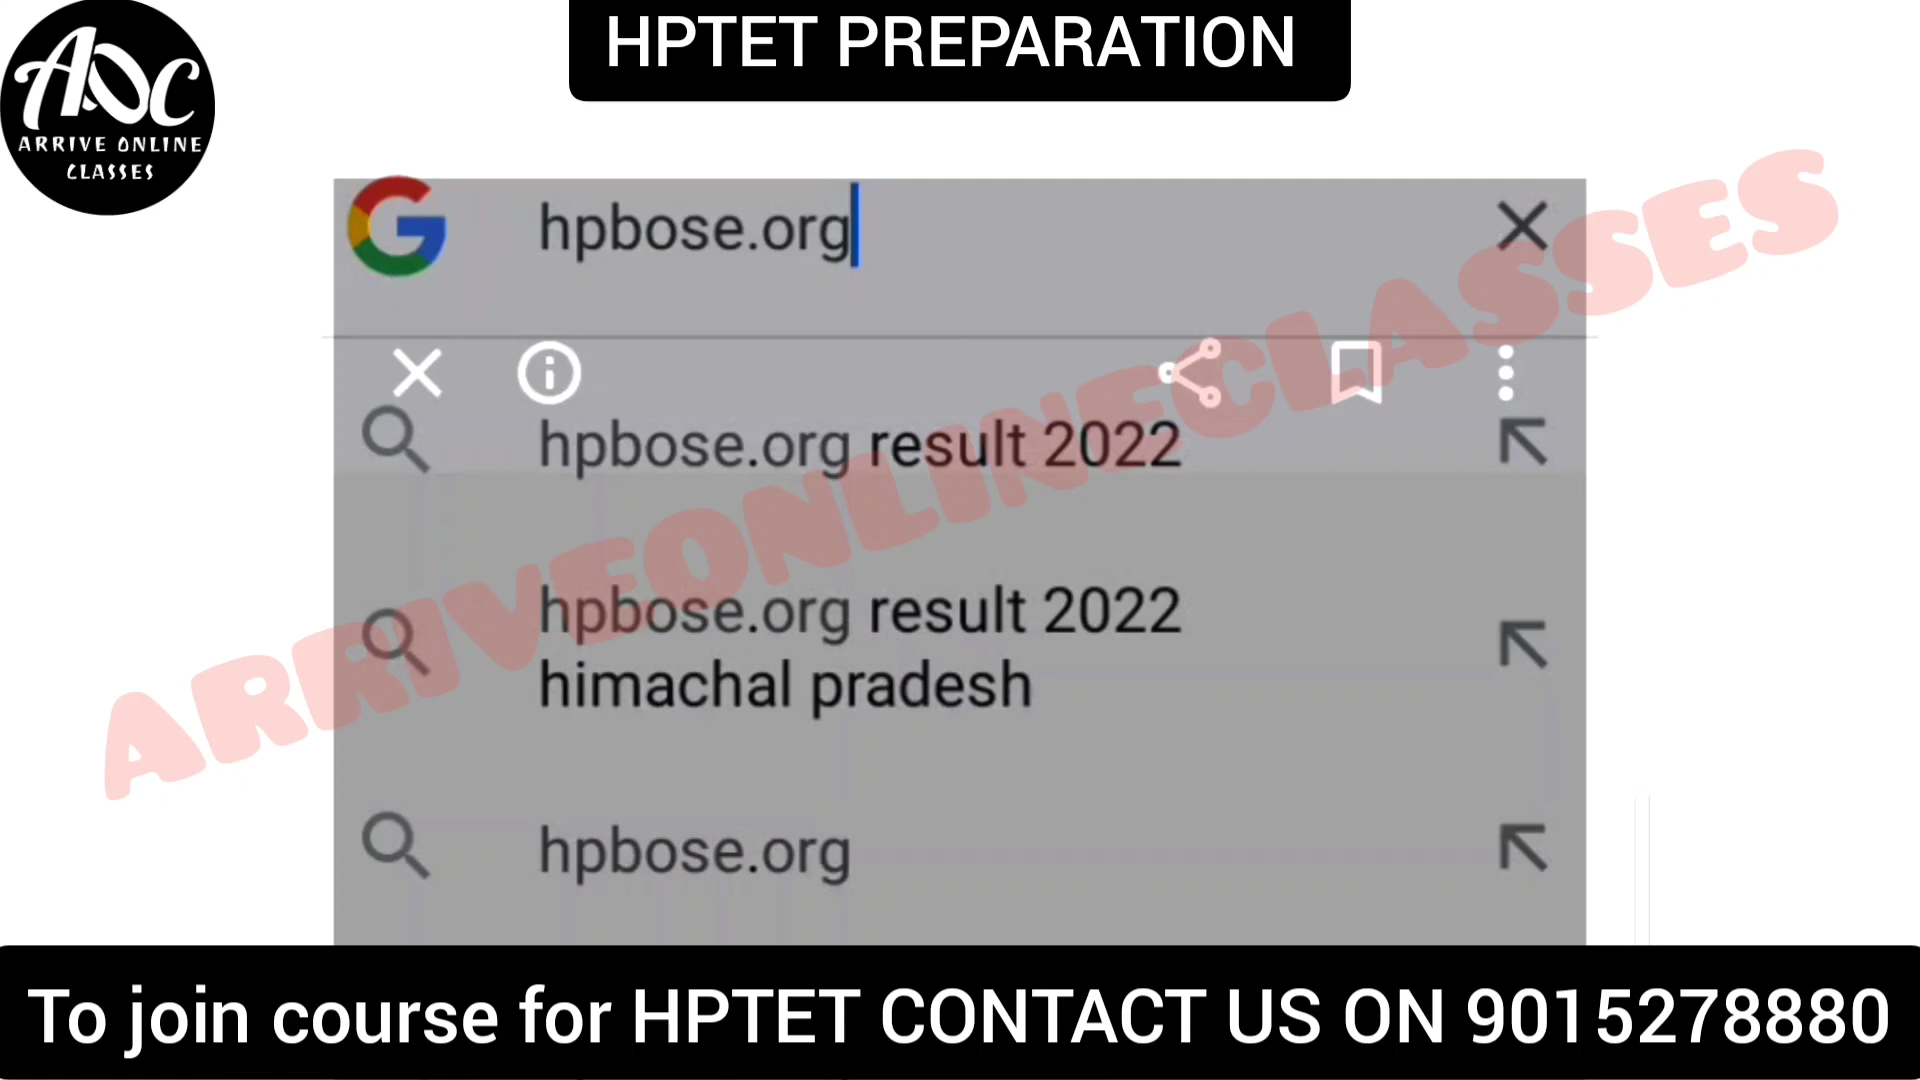 HPTET PREPARATION
AOC
ARRIVE ONLINE
CLASSES
hpbose.org
hpbose.org result 2022
hpbose.org result 2022
himachal pradesh
hpbose.org
ARRIVEONLINECLASSES
To join course for HPTET CONTACT US ON 9015278880